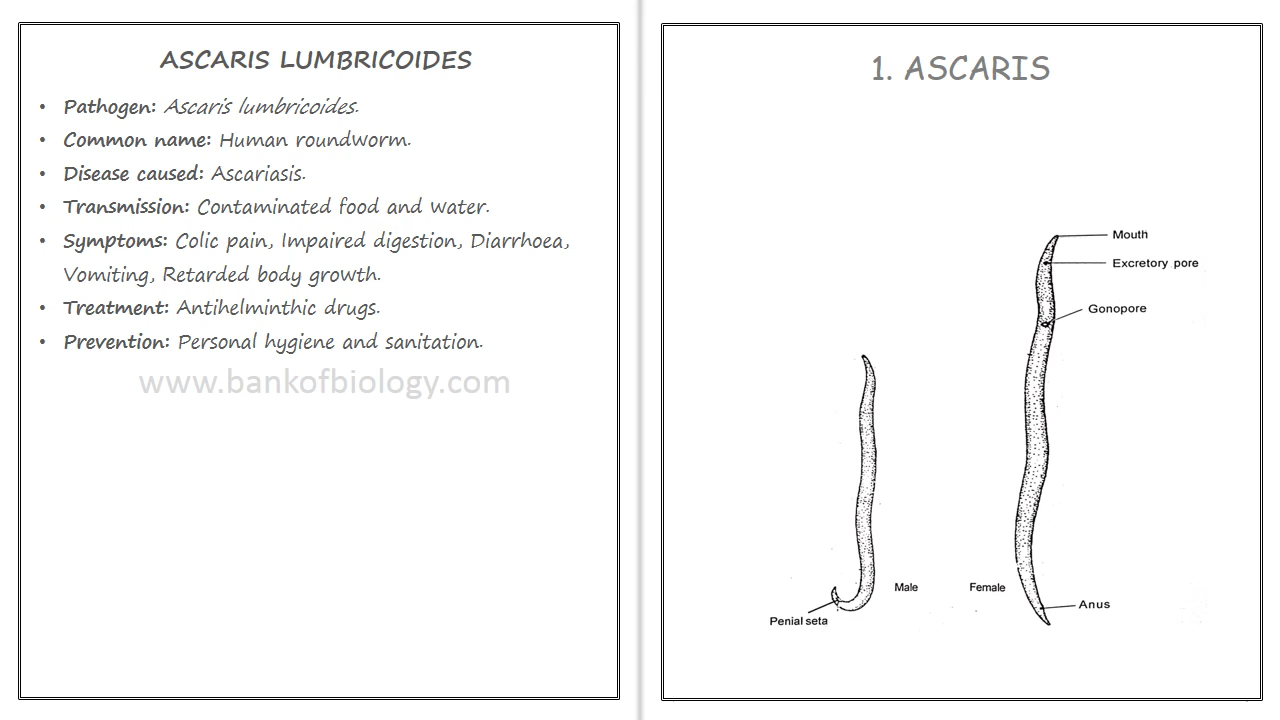 ASCARIS LUMBRICOIDES
• Pathogen: Ascaris lumbricoides.
• Common name: Human roundworm.
• Disease caused: Ascariasis.
• Transmission: Contaminated food and water.
• Symptoms: Colic pain, Impaired digestion, Diarrhoea,
Vomiting, Retarded body growth.
• Treatment: Antihelminthic drugs.
• Prevention: Personal hygiene and sanitation.
www.bankofbiology.com
1. ASCARIS
Mouth
Excretory pore
Gonopore
Male
Female
Anus
Penial seta